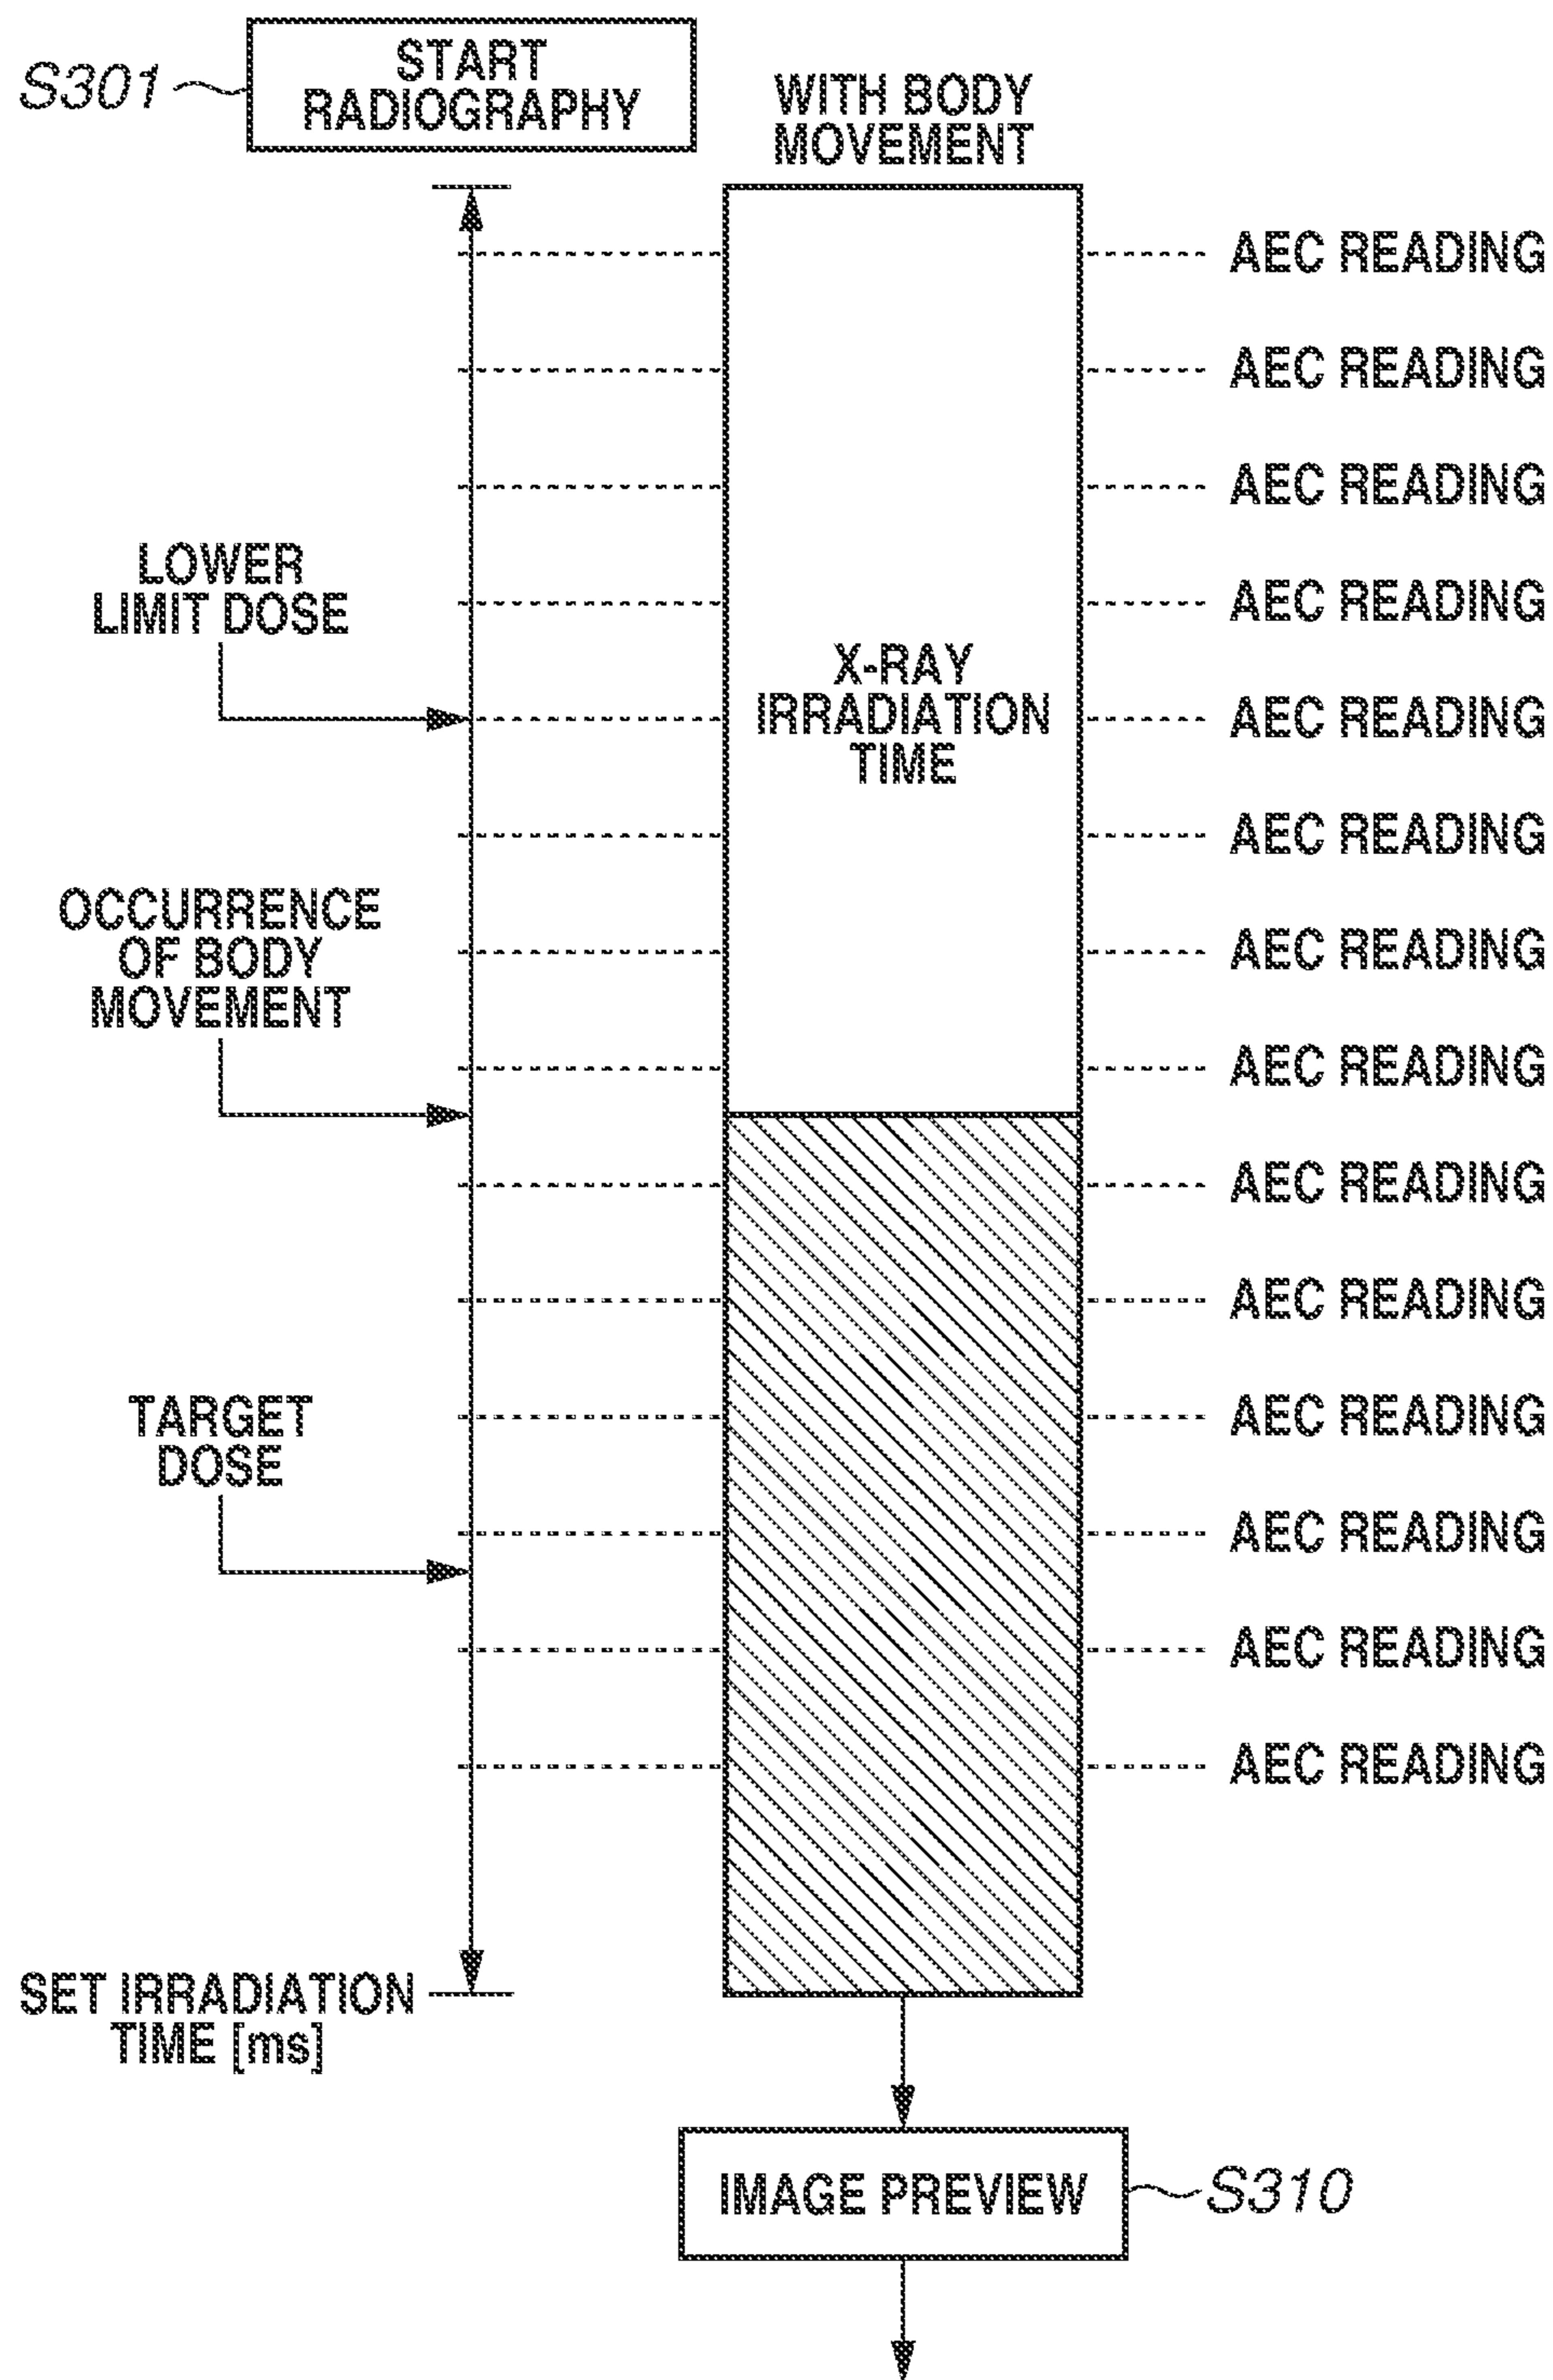 S301
START
RADIOGRAPHY
WITH BODY
MOVEMENT
AEC READING
AEC READING
AEC READING
LOWER
LIMIT DOSE
AEC READING
X-RAY
IRRADIATION
TIME
AEC READING
AEC READING
OCCURRENCE
OF BODY
MOVEMENT
AEC READING
AEC READING
AEC READING
AEC READING
TARGET
DOSE
AEC READING
AEC READING
AEC READING
AEC READING
SET IRRADIATION
TIME [ms]
IMAGE PREVIEW
S310